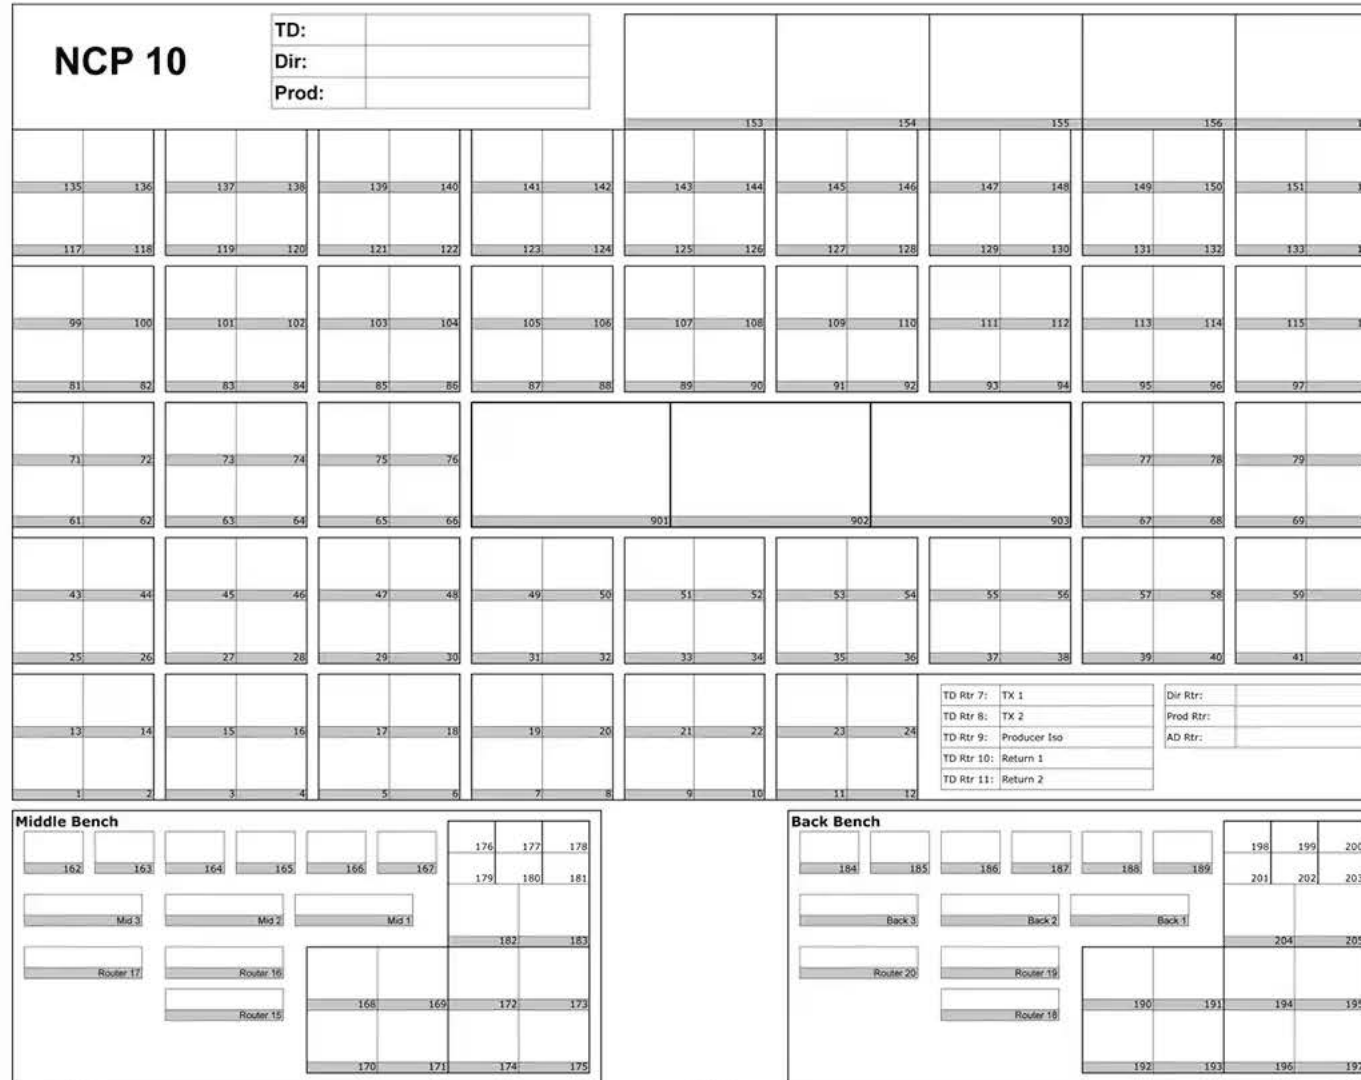 NCP 10
TD:
Dir:
Prod:
153 154 155 156
135 136 137 138 139 140 141 142 143 144 145 146 147 148 149 150 151
117 118 119 120 121 122 123 124 125 126 127 128 129 130 131 132 133
99 100 101 102 103 104 105 106 107 108 109 110 111 112 113 114 115
81 82 83 84 85 86 87 88 89 90 91 92 93 94 95 96 97
71 72 73 74 75 76 77 78 79
61 62 63 64 65 66 901 902 903 67 68 69
43 44 45 46 47 48 49 50 51 52 53 54 55 56 57 58 59
25 26 27 28 29 30 31 32 33 34 35 36 37 38 39 40 41
TD Rtr 7: TX 1 Dir Rtr:
TD Rtr 8: TX 2 Prod Rtr:
13 14 15 16 17 18 19 20 21 22 23 24
TD Rtr 9: Producer Iso AD Rtr:
TD Rtr 10: Return 1
TD Rtr 11: Return 2
1 2 3 4 5 6 7 8 9 10 11 12
Middle Bench
176 177 178
162 163 164 165 166 167
179 180 181
Mid 3 Mid 2 Mid 1
182 183
Router 17 Router 16
168 169 172 173
Router 15
170 171 174 175
Back Bench
198 199 200
184 185 186 187 188 189
201 202 203
Back 3 Back 2 Back 1
204 205
Router 20 Router 19
190 191 194 195
Router 18
192 193 196 197